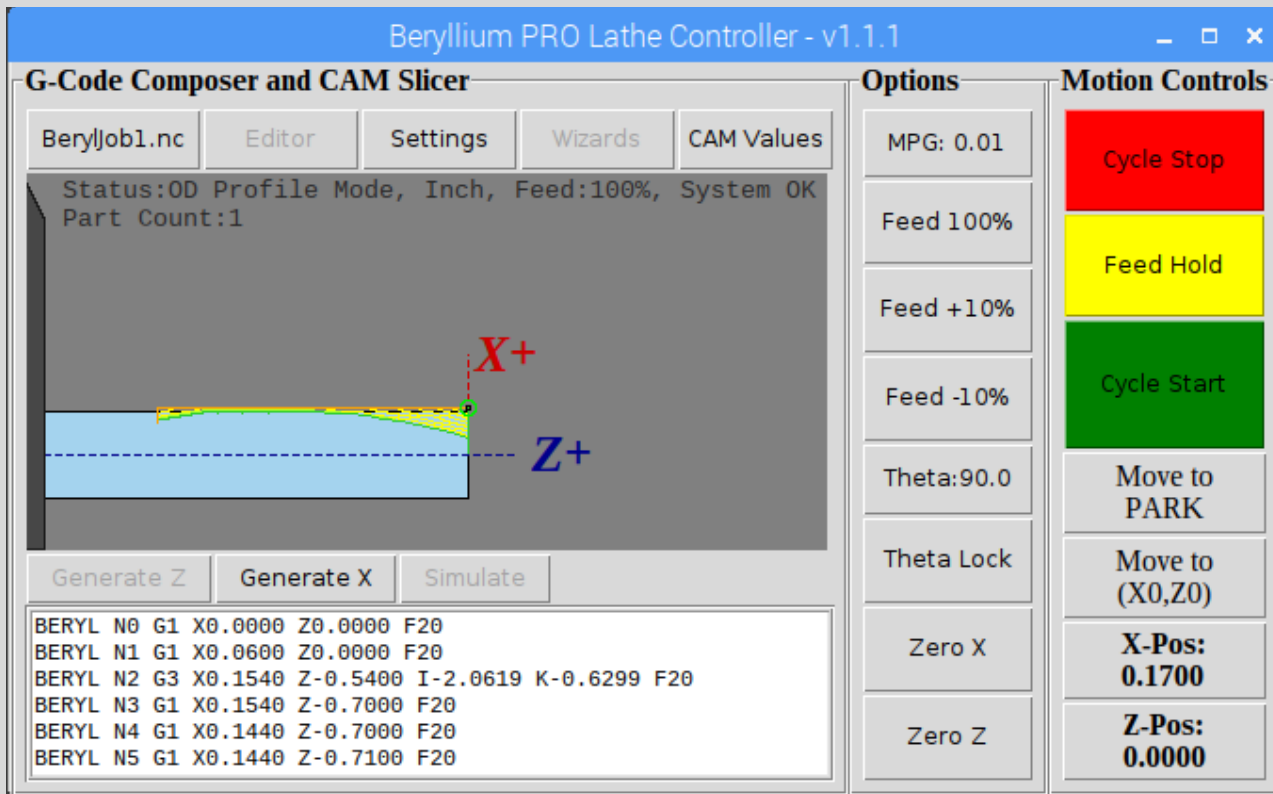 Beryllium PRO Lathe Controller - v1.1.1
G-Code Composer and CAM Slicer
BerylJob1.nc
Editor
Settings
Wizards
CAM Values
Status:OD Profile Mode, Inch, Feed:100%, System OK
Part Count:1
X+
Z+
Generate Z
Generate X
Simulate
BERYL N0 G1 X0.0000 Z0.0000 F20
BERYL N1 G1 X0.0600 Z0.0000 F20
BERYL N2 G3 X0.1540 Z-0.5400 I-2.0619 K-0.6299 F20
BERYL N3 G1 X0.1540 Z-0.7000 F20
BERYL N4 G1 X0.1440 Z-0.7000 F20
BERYL N5 G1 X0.1440 Z-0.7100 F20
Options
MPG: 0.01
Feed 100%
Feed +10%
Feed -10%
Theta:90.0
Theta Lock
Zero X
Zero Z
Motion Controls
Cycle Stop
Feed Hold
Cycle Start
Move to
PARK
Move to
(X0,Z0)
X-Pos:
0.1700
Z-Pos:
0.0000